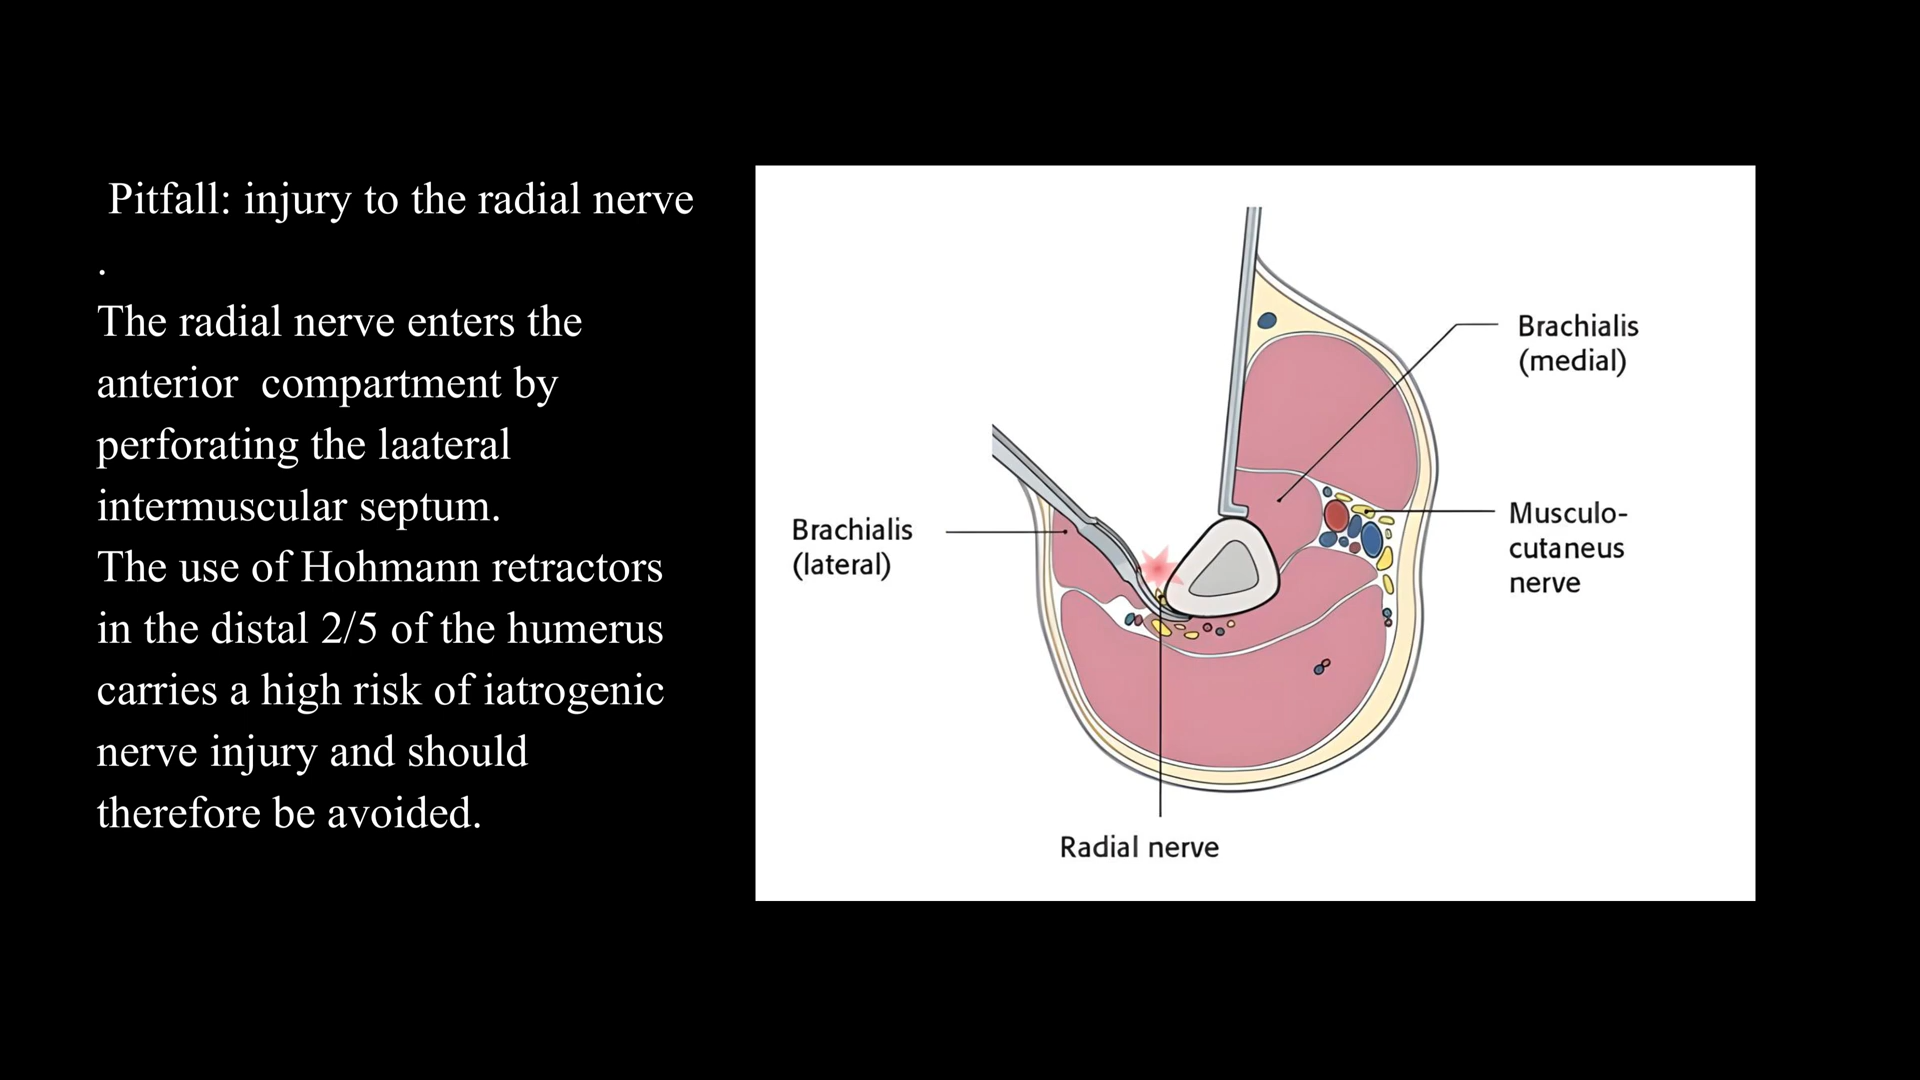 Pitfall: injury to the radial nerve
.
The radial nerve enters the
anterior  compartment by
perforating the laateral
intermuscular septum.
The use of Hohmann retractors
in the distal 2/5 of the humerus
carries a high risk of iatrogenic
nerve injury and should
therefore be avoided.
Brachialis
(medial)
Brachialis
(lateral)
Musculo-
cutaneus
nerve
Radial nerve